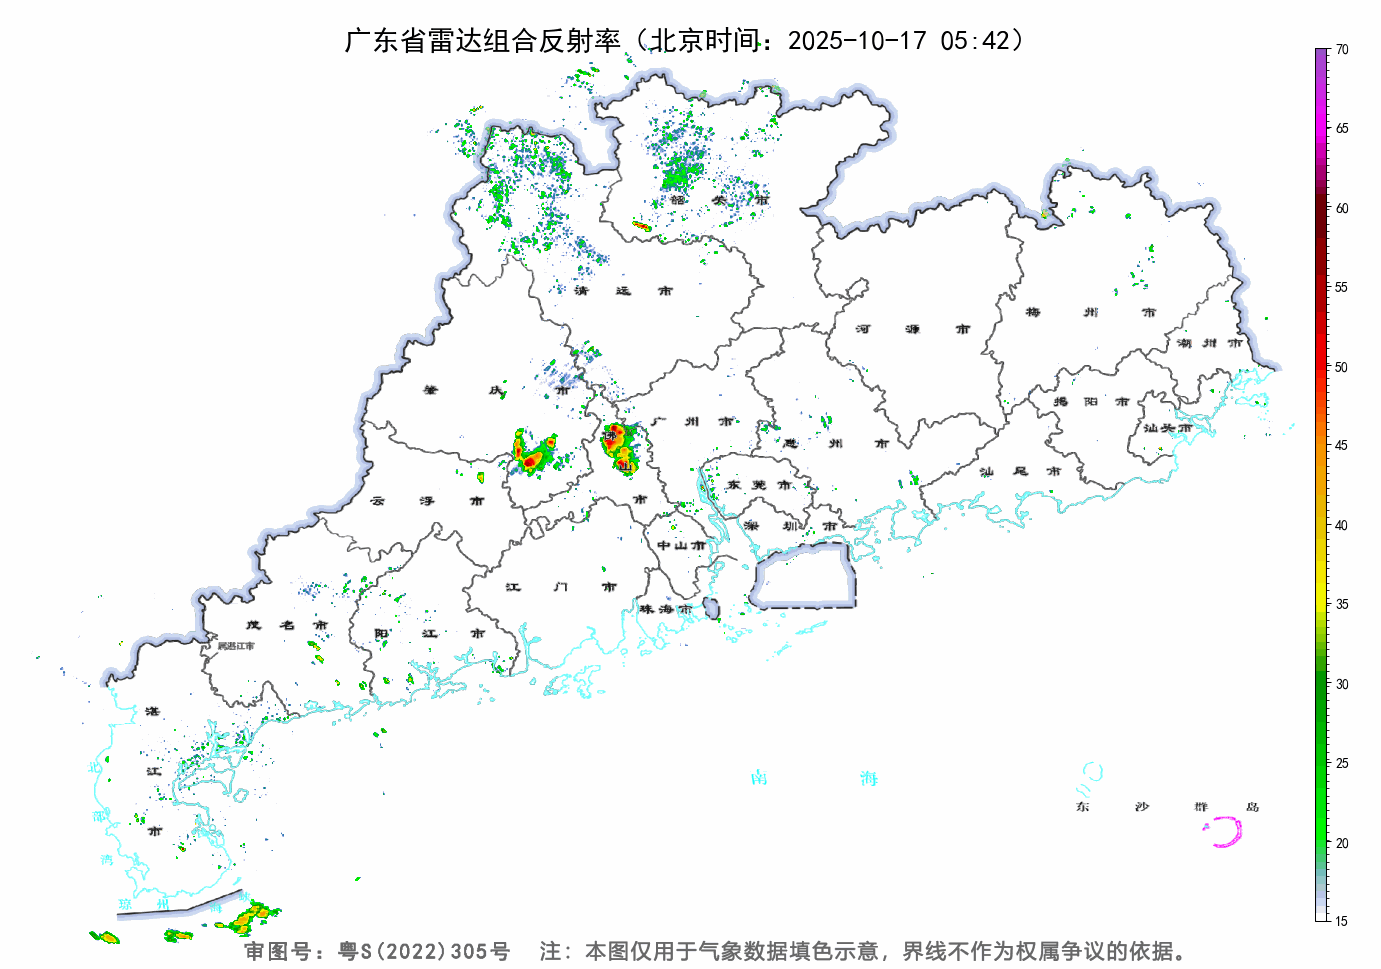 广东省雷达组合反射率（北京时间：2025-10-17 05:42）
70
65
60
55
50
45
40
35
30
25
20
15
韶 关 市
清 远 市
河 源 市
梅 州 市
潮 州 市
肇 庆 市
广 州 市
惠 州 市
揭 阳 市
汕头市
佛 山 市
云 浮 市
东 莞 市
汕 尾 市
深 圳 市
中山市
江 门 市
珠海市
茂 名 市
阳 江 市
属湛江市
湛 江 市
北 部 湾
南 海
东 沙 群 岛
琼 州 海 峡
审图号：粤S(2022)305号 注：本图仅用于气象数据填色示意，界线不作为权属争议的依据。